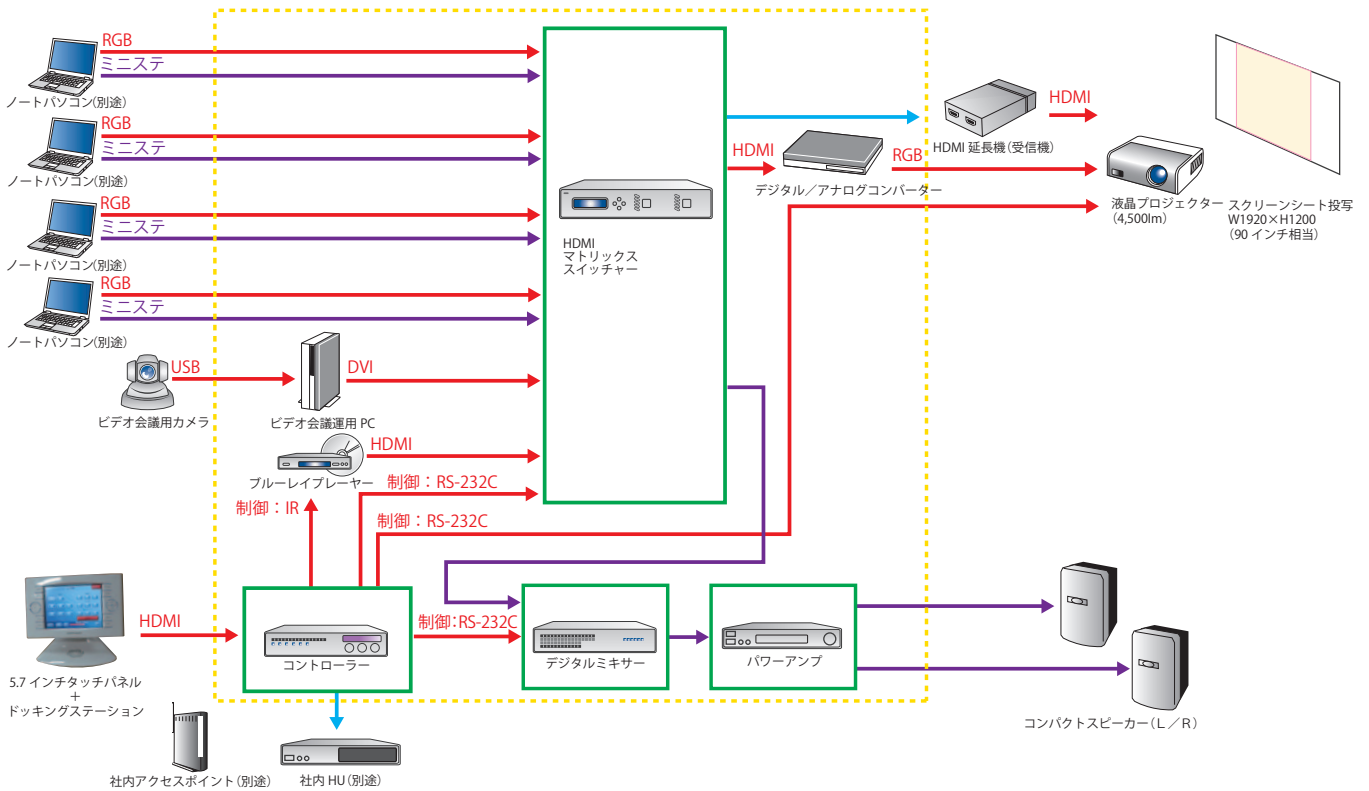 RGB
ミニステ
ノートパソコン(別途)
RGB
ミニステ
ノートパソコン(別途)
RGB
ミニステ
ノートパソコン(別途)
RGB
ミニステ
ノートパソコン(別途)
USB
ビデオ会議用カメラ
DVI
ビデオ会議運用 PC
HDMI
ブルーレイプレーヤー
制御：IR
制御：RS-232C
制御：RS-232C
HDMI
マトリックス
スイッチャー
HDMI
デジタル／アナログコンバーター
RGB
HDMI 延長機(受信機)
HDMI
液晶プロジェクター
(4,500lm)
スクリーンシート投写
W1920×H1200
(90 インチ相当)
HDMI
5.7 インチタッチパネル
＋
ドッキングステーション
コントローラー
制御:RS-232C
デジタルミキサー
パワーアンプ
コンパクトスピーカー(Ｌ／Ｒ)
社内アクセスポイント(別途)
社内 HU(別途)